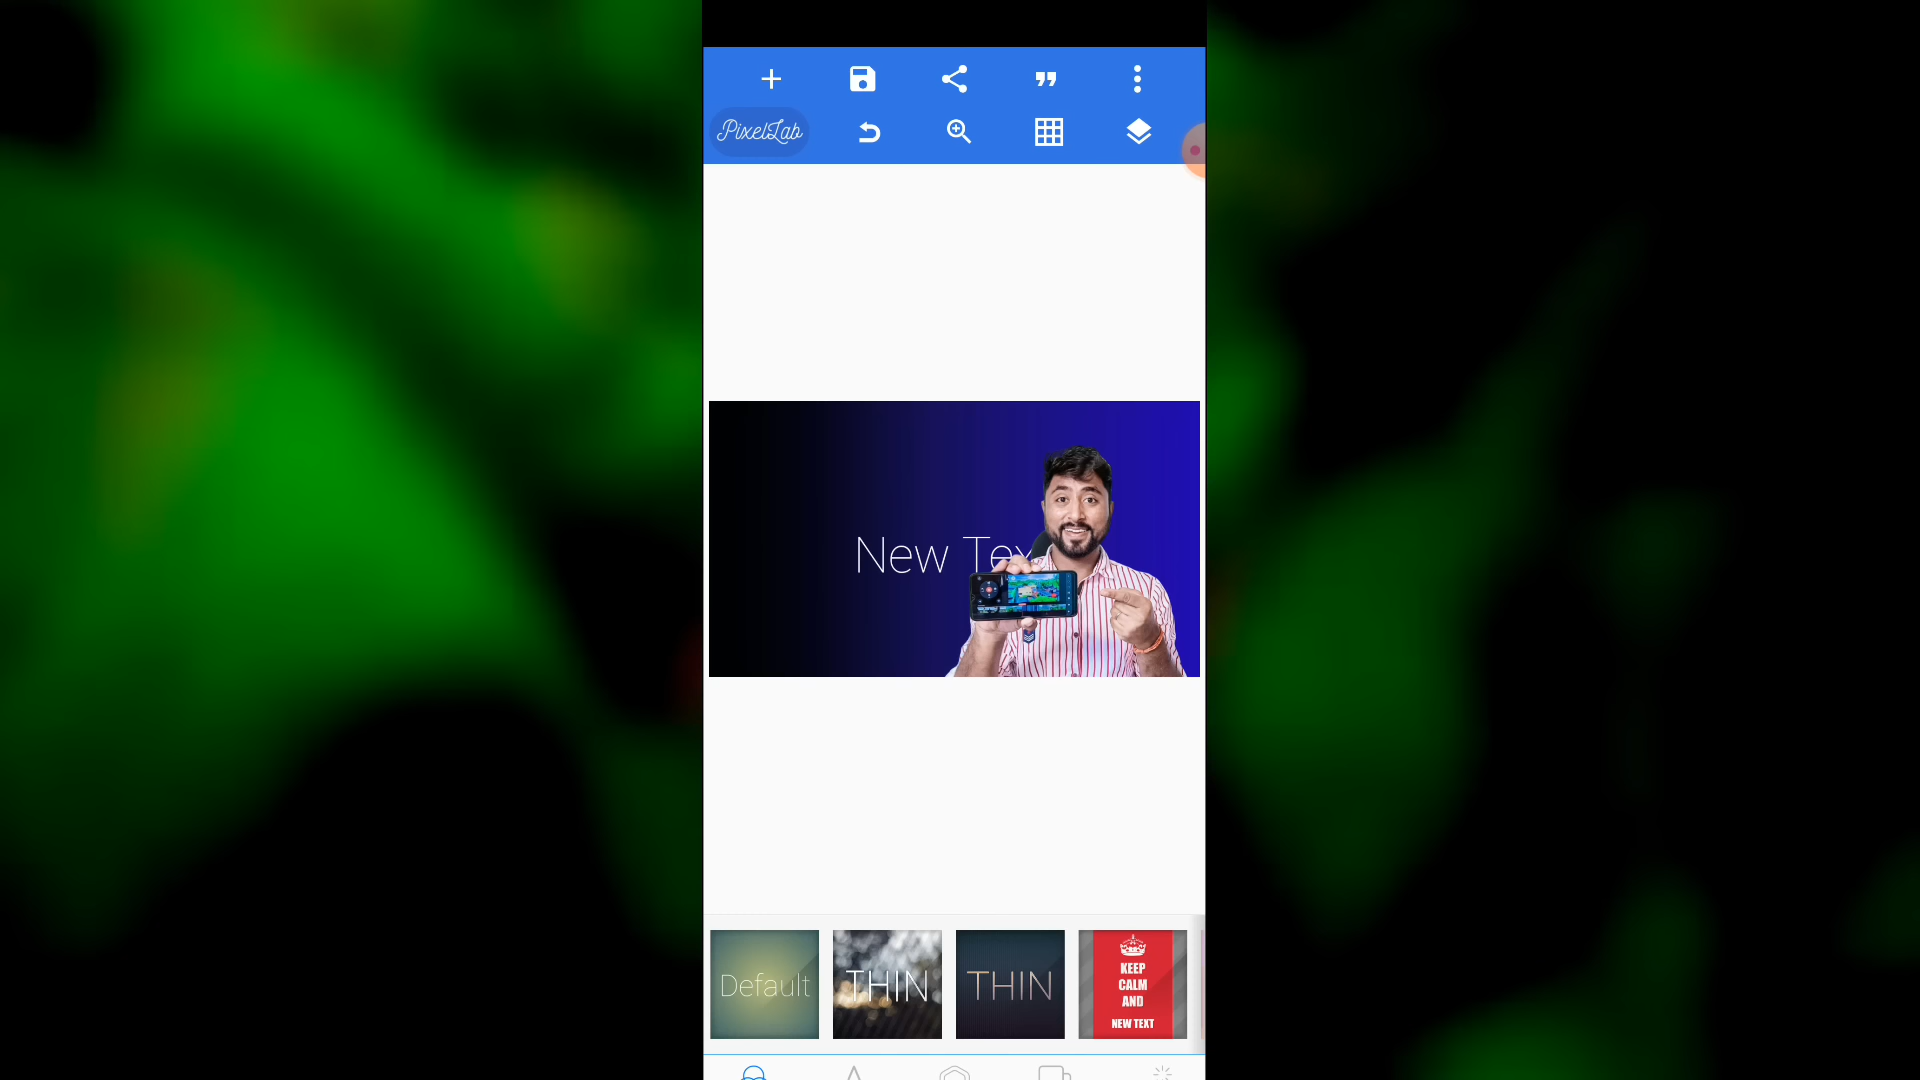 PixelLab
New Tex
Default
THIN
THIN
KEEP
CALM
AND
NEW TEXT